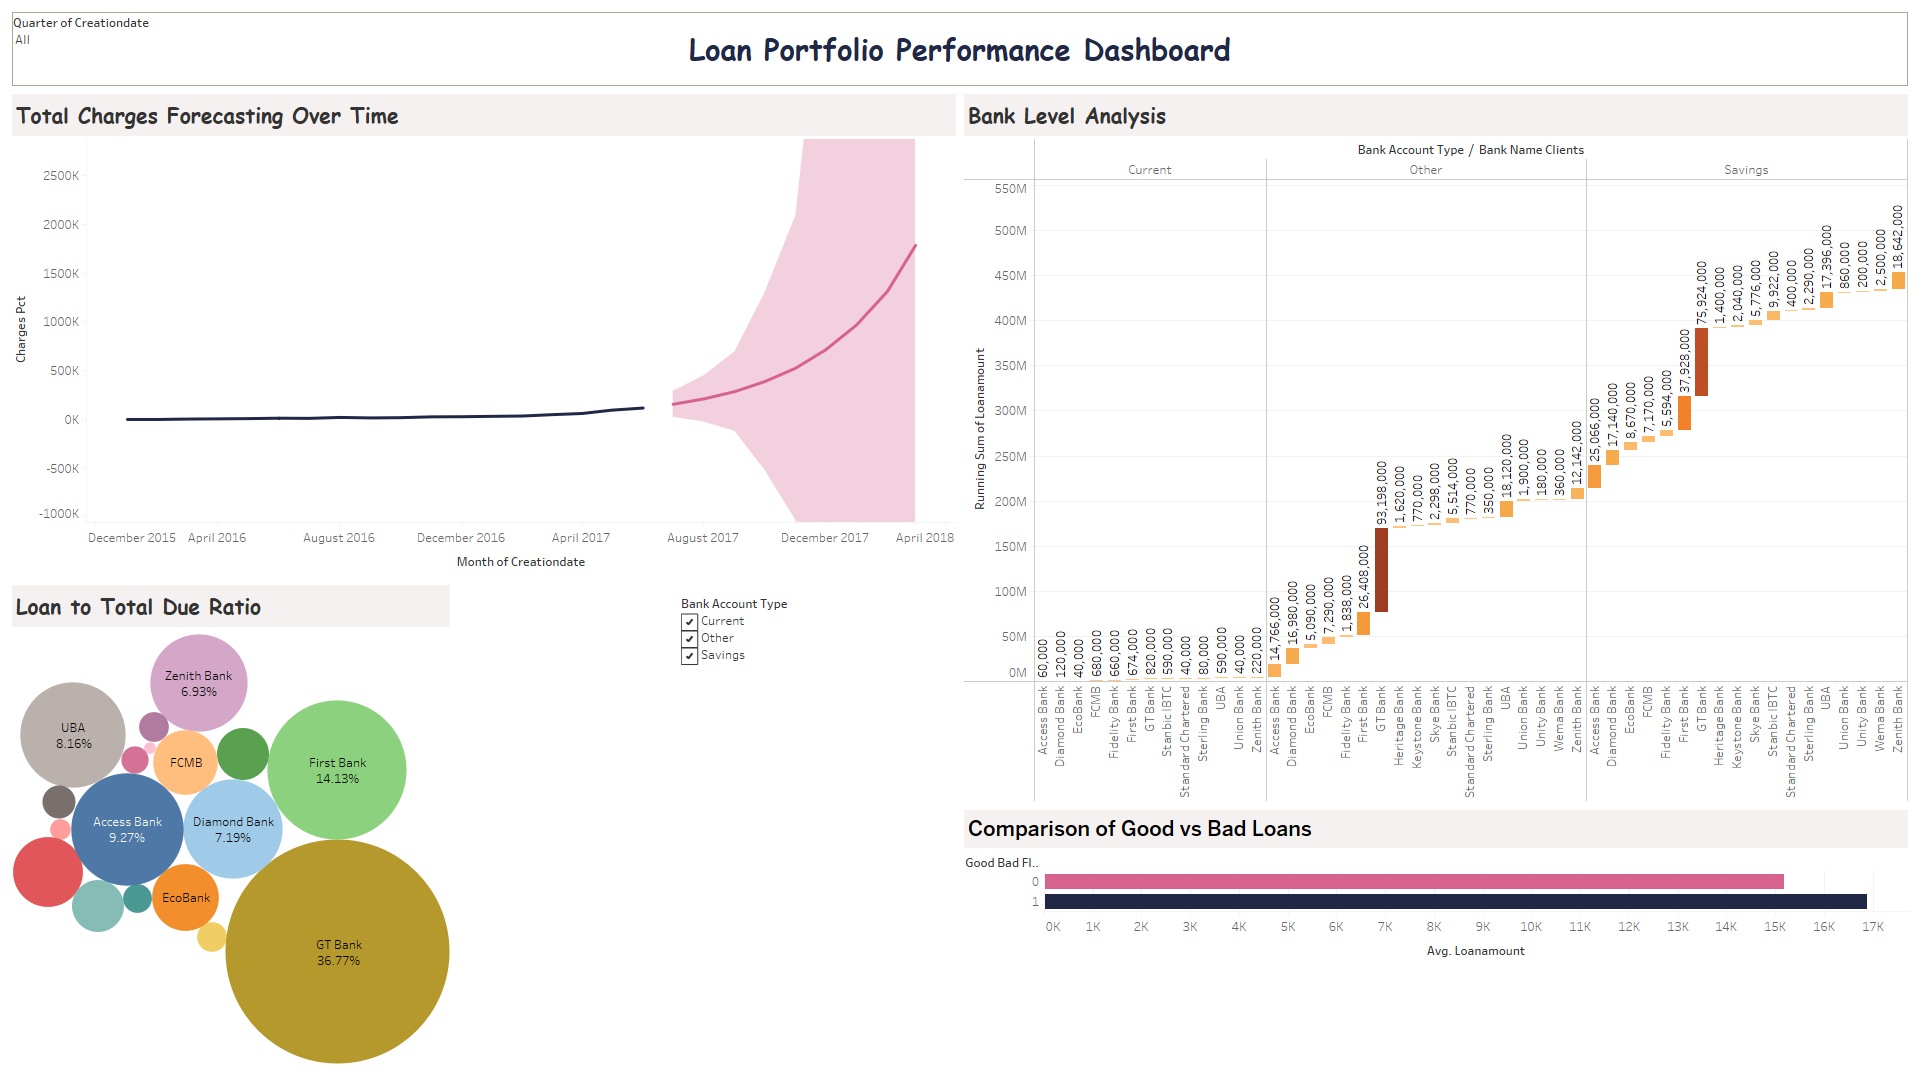 Quarter of Creationdate
All
Loan Portfolio Performance Dashboard
Total Charges Forecasting Over Time
Charges Pct
2500K
2000K
1500K
1000K
500K
0K
-500K
-1000K
December 2015 April 2016 August 2016 December 2016 April 2017 August 2017 December 2017 April 2018
Month of Creationdate
Bank Level Analysis
Bank Account Type / Bank Name Clients
Current Other Savings
Running Sum of Loanamount
550M
500M
450M
400M
350M
300M
250M
200M
150M
100M
50M
0M
60,000 120,000 40,000 680,000 660,000 674,000 820,000 590,000 40,000 80,000 590,000 40,000 220,000
14,766,000 16,980,000 5,090,000 7,290,000 1,838,000 26,408,000 93,198,000 1,620,000 770,000 2,298,000 5,514,000 770,000 350,000 18,120,000 1,900,000 180,000 360,000 12,142,000
25,066,000 17,140,000 8,670,000 7,170,000 5,594,000 37,928,000 75,924,000 1,400,000 2,040,000 5,776,000 9,922,000 400,000 2,290,000 17,396,000 860,000 200,000 2,500,000 18,642,000
Access Bank Diamond Bank EcoBank FCMB Fidelity Bank First Bank GT Bank Stanbic IBTC Standard Chartered Sterling Bank UBA Union Bank Zenith Bank
Access Bank Diamond Bank EcoBank FCMB Fidelity Bank First Bank GT Bank Heritage Bank Keystone Bank Skye Bank Stanbic IBTC Standard Chartered Sterling Bank UBA Union Bank Unity Bank Wema Bank Zenith Bank
Access Bank Diamond Bank EcoBank FCMB Fidelity Bank First Bank GT Bank Heritage Bank Keystone Bank Skye Bank Stanbic IBTC Standard Chartered Sterling Bank UBA Union Bank Unity Bank Wema Bank Zenith Bank
Loan to Total Due Ratio
Zenith Bank
6.93%
UBA
8.16%
FCMB
First Bank
14.13%
Access Bank
9.27%
Diamond Bank
7.19%
EcoBank
GT Bank
36.77%
Bank Account Type
Current
Other
Savings
Comparison of Good vs Bad Loans
Good Bad Fl..
0
1
0K 1K 2K 3K 4K 5K 6K 7K 8K 9K 10K 11K 12K 13K 14K 15K 16K 17K
Avg. Loanamount